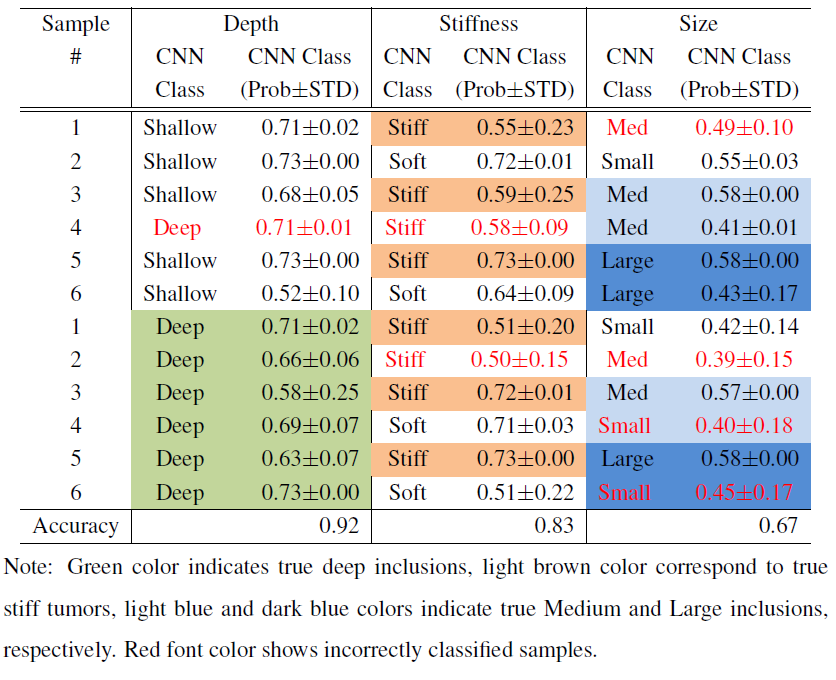 Sample Depth Stiffness Size
# CNN CNN Class CNN CNN Class CNN CNN Class
Class (Prob±STD) Class (Prob±STD) Class (Prob±STD)
1 Shallow 0.71±0.02 Stiff 0.55±0.23 Med 0.49±0.10
2 Shallow 0.73±0.00 Soft 0.72±0.01 Small 0.55±0.03
3 Shallow 0.68±0.05 Stiff 0.59±0.25 Med 0.58±0.00
4 Deep 0.71±0.01 Stiff 0.58±0.09 Med 0.41±0.01
5 Shallow 0.73±0.00 Stiff 0.73±0.00 Large 0.58±0.00
6 Shallow 0.52±0.10 Soft 0.64±0.09 Large 0.43±0.17
1 Deep 0.71±0.02 Stiff 0.51±0.20 Small 0.42±0.14
2 Deep 0.66±0.06 Stiff 0.50±0.15 Med 0.39±0.15
3 Deep 0.58±0.25 Stiff 0.72±0.01 Med 0.57±0.00
4 Deep 0.69±0.07 Soft 0.71±0.03 Small 0.40±0.18
5 Deep 0.63±0.07 Stiff 0.73±0.00 Large 0.58±0.00
6 Deep 0.73±0.00 Soft 0.51±0.22 Small 0.45±0.17
Accuracy 0.92 0.83 0.67
Note: Green color indicates true deep inclusions, light brown color correspond to true
stiff tumors, light blue and dark blue colors indicate true Medium and Large inclusions,
respectively. Red font color shows incorrectly classified samples.